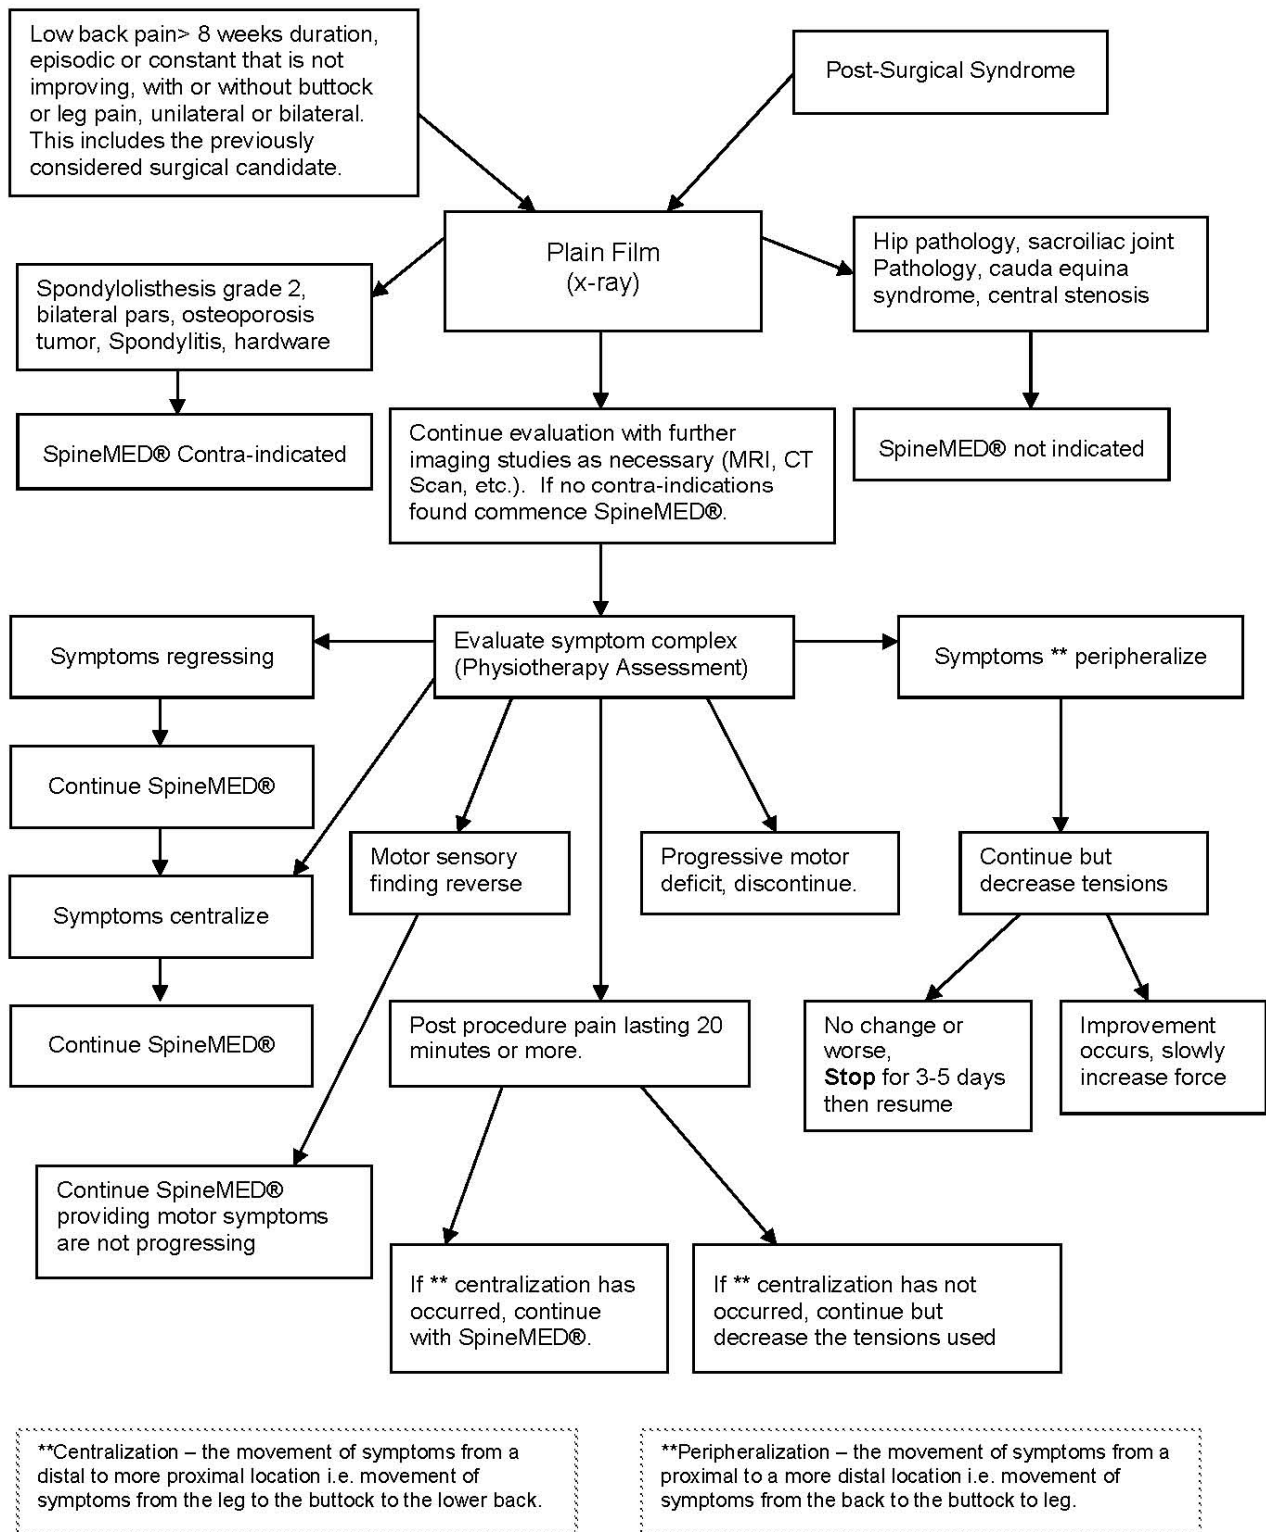 Low back pain> 8 weeks duration,
episodic or constant that is not
improving, with or without buttock
or leg pain, unilateral or bilateral.
This includes the previously
considered surgical candidate.
Post-Surgical Syndrome
Plain Film
(x-ray)
Spondylolisthesis grade 2,
bilateral pars, osteoporosis
tumor, Spondylitis, hardware
Hip pathology, sacroiliac joint
Pathology, cauda equina
syndrome, central stenosis
SpineMED® Contra-indicated
Continue evaluation with further
imaging studies as necessary (MRI, CT
Scan, etc.).  If no contra-indications
found commence SpineMED®.
SpineMED® not indicated
Symptoms regressing
Evaluate symptom complex
(Physiotherapy Assessment)
Symptoms ** peripheralize
Continue SpineMED®
Symptoms centralize
Continue SpineMED®
Motor sensory
finding reverse
Progressive motor
deficit, discontinue.
Continue but
decrease tensions
Post procedure pain lasting 20
minutes or more.
No change or
worse,
Stop for 3-5 days
then resume
Improvement
occurs, slowly
increase force
Continue SpineMED®
providing motor symptoms
are not progressing
If ** centralization has
occurred, continue
with SpineMED®.
If ** centralization has not
occurred, continue but
decrease the tensions used
**Centralization – the movement of symptoms from a
distal to more proximal location i.e. movement of
symptoms from the leg to the buttock to the lower back.
**Peripheralization – the movement of symptoms from a
proximal to a more distal location i.e. movement of
symptoms from the back to the buttock to leg.